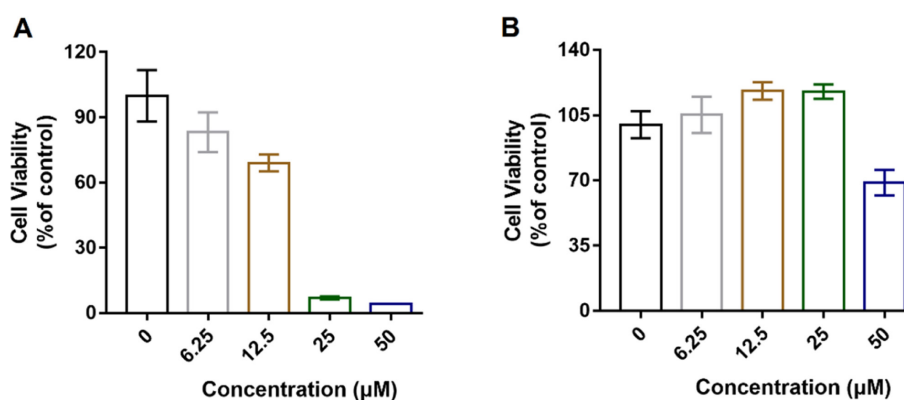 A
Cell Viability
(%of control)
120
90
60
30
0
0
6.25
12.5
25
50
Concentration (µM)
B
Cell Viability
(%of control)
140
105
70
35
0
0
6.25
12.5
25
50
Concentration (µM)